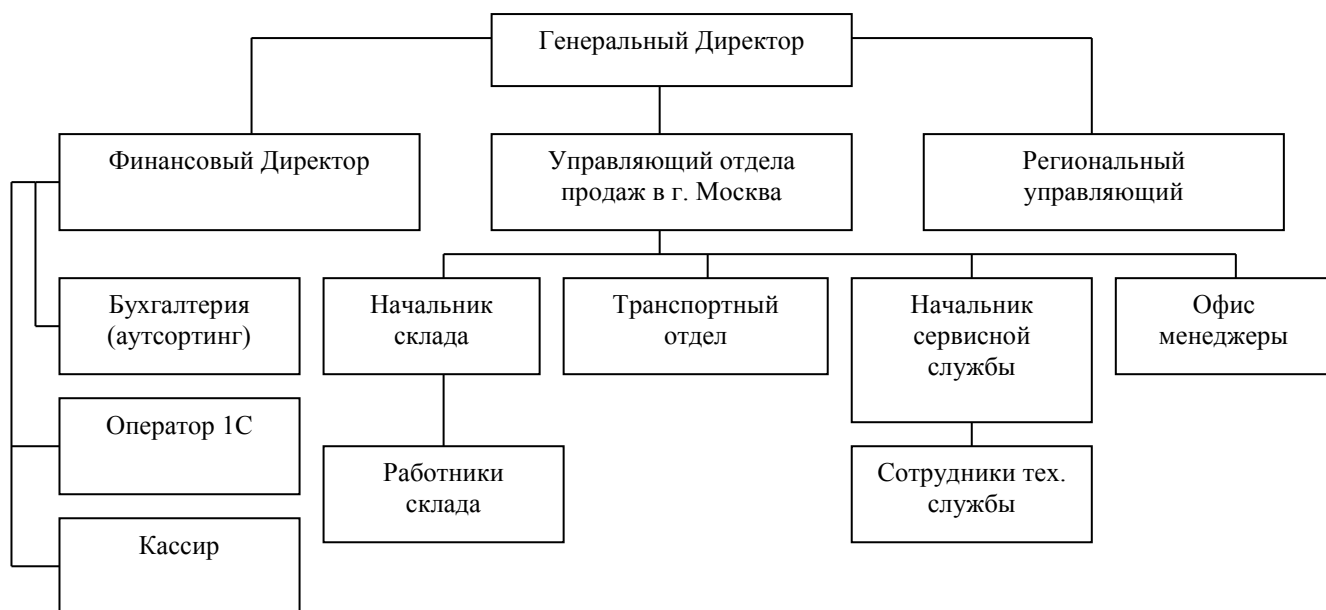 Генеральный Директор
Финансовый Директор
Управляющий отдела
продаж в г. Москва
Региональный
управляющий
Бухгалтерия
(аутсортинг)
Начальник
склада
Транспортный
отдел
Начальник
сервисной
службы
Офис
менеджеры
Оператор 1С
Работники
склада
Сотрудники тех.
службы
Кассир